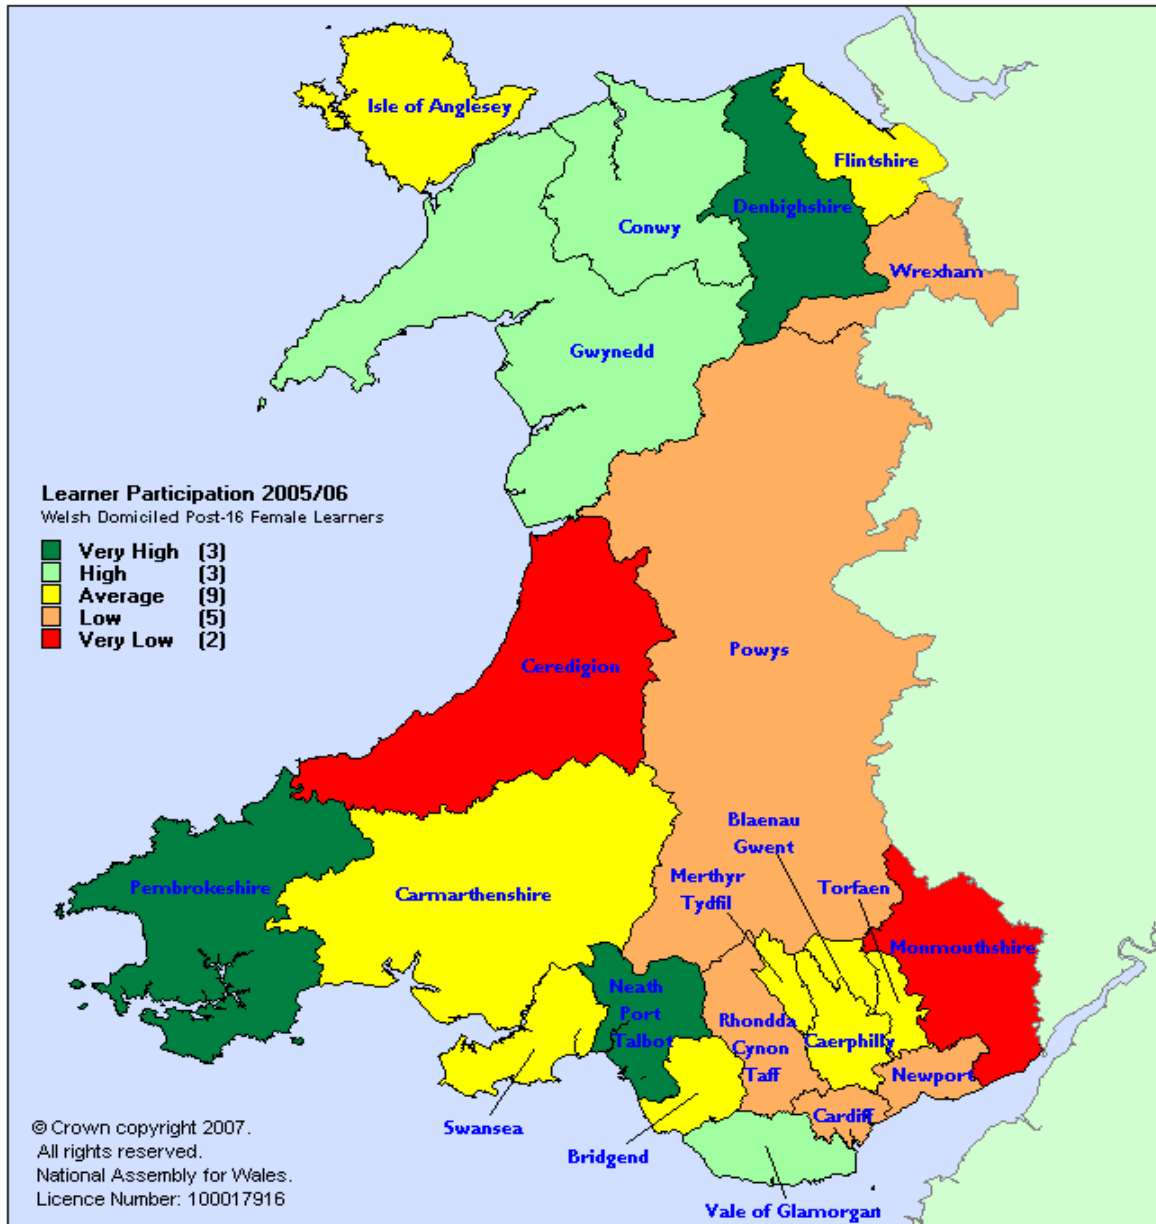 Isle of Anglesey
Flintshire
Denbighshire
Conwy
Wrexham
Gwynedd
Learner Participation 2005/06
Welsh Domiciled Post-16 Female Learners
Very High (3)
High (3)
Average (9)
Low (5)
Very Low (2)
Powys
Ceredigion
Blaenau
Gwent
Merthyr
Tydfil
Torfaen
Pembrokeshire
Carmarthenshire
Monmouthshire
Neath
Port
Talbot
Rhondda
Cynon
Taff
Caerphilly
Newport
Cardiff
Swansea
Bridgend
Vale of Glamorgan
© Crown copyright 2007.
All rights reserved.
National Assembly for Wales.
Licence Number: 100017916